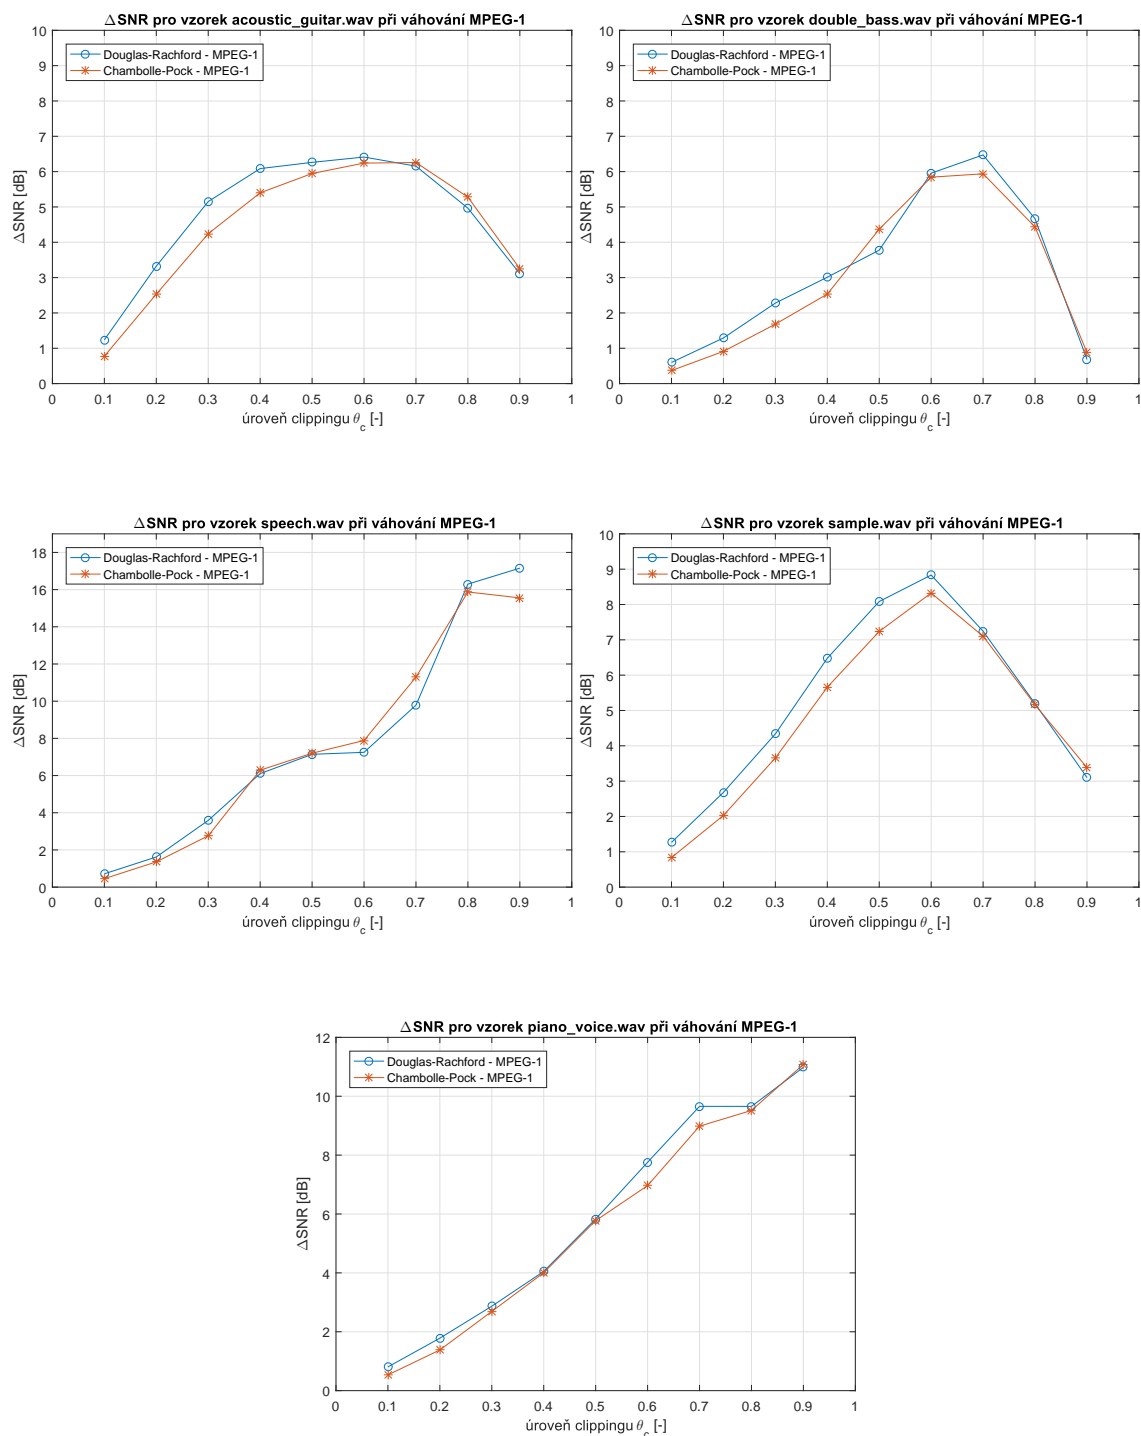 ΔSNR pro vzorek acoustic_guitar.wav při váhování MPEG-1
Douglas-Rachford - MPEG-1
Chambolle-Pock - MPEG-1
ΔSNR [dB]
0 1 2 3 4 5 6 7 8 9 10
0 0.1 0.2 0.3 0.4 0.5 0.6 0.7 0.8 0.9 1
úroveň clippingu θc [-]
ΔSNR pro vzorek double_bass.wav při váhování MPEG-1
Douglas-Rachford - MPEG-1
Chambolle-Pock - MPEG-1
ΔSNR [dB]
0 1 2 3 4 5 6 7 8 9 10
0 0.1 0.2 0.3 0.4 0.5 0.6 0.7 0.8 0.9 1
úroveň clippingu θc [-]
ΔSNR pro vzorek speech.wav při váhování MPEG-1
Douglas-Rachford - MPEG-1
Chambolle-Pock - MPEG-1
ΔSNR [dB]
0 2 4 6 8 10 12 14 16 18
0 0.1 0.2 0.3 0.4 0.5 0.6 0.7 0.8 0.9 1
úroveň clippingu θc [-]
ΔSNR pro vzorek sample.wav při váhování MPEG-1
Douglas-Rachford - MPEG-1
Chambolle-Pock - MPEG-1
ΔSNR [dB]
0 1 2 3 4 5 6 7 8 9 10
0 0.1 0.2 0.3 0.4 0.5 0.6 0.7 0.8 0.9 1
úroveň clippingu θc [-]
ΔSNR pro vzorek piano_voice.wav při váhování MPEG-1
Douglas-Rachford - MPEG-1
Chambolle-Pock - MPEG-1
ΔSNR [dB]
0 2 4 6 8 10 12
0 0.1 0.2 0.3 0.4 0.5 0.6 0.7 0.8 0.9 1
úroveň clippingu θc [-]